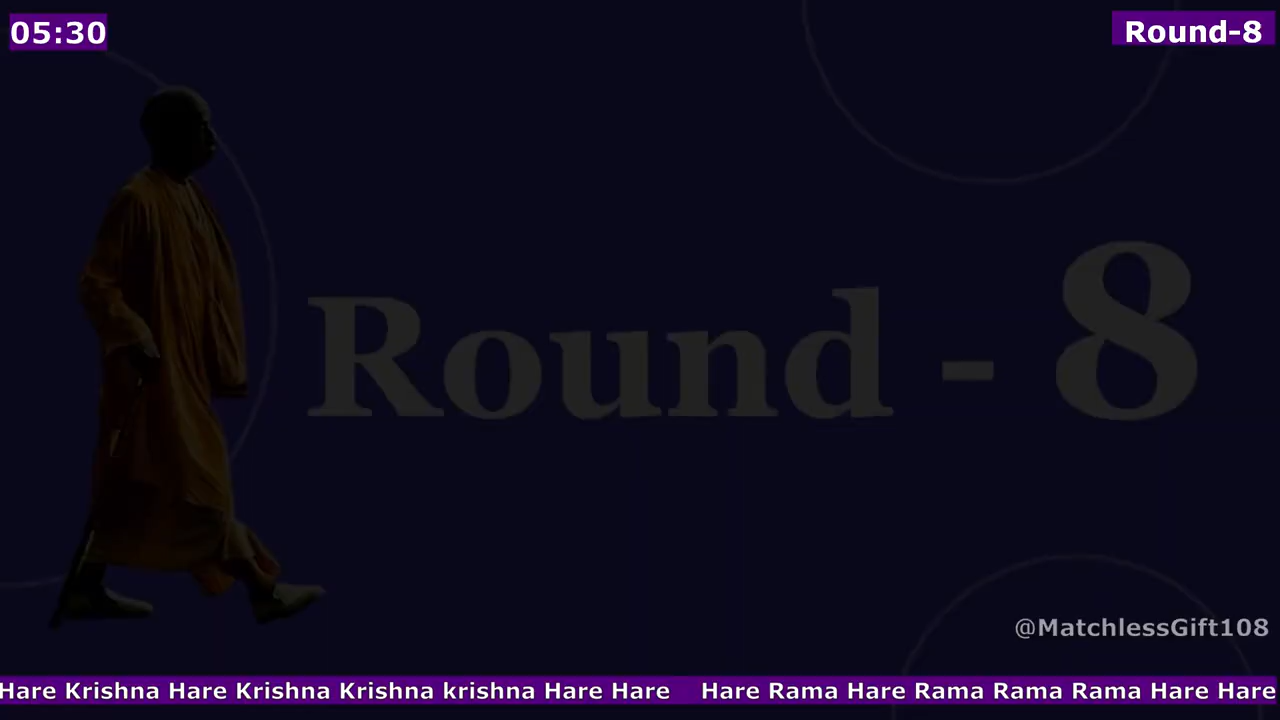 05:30
Round-8
Round - 8
@MatchlessGift108
Hare Krishna Hare Krishna Krishna krishna Hare Hare Hare Rama Hare Rama Rama Rama Hare Hare